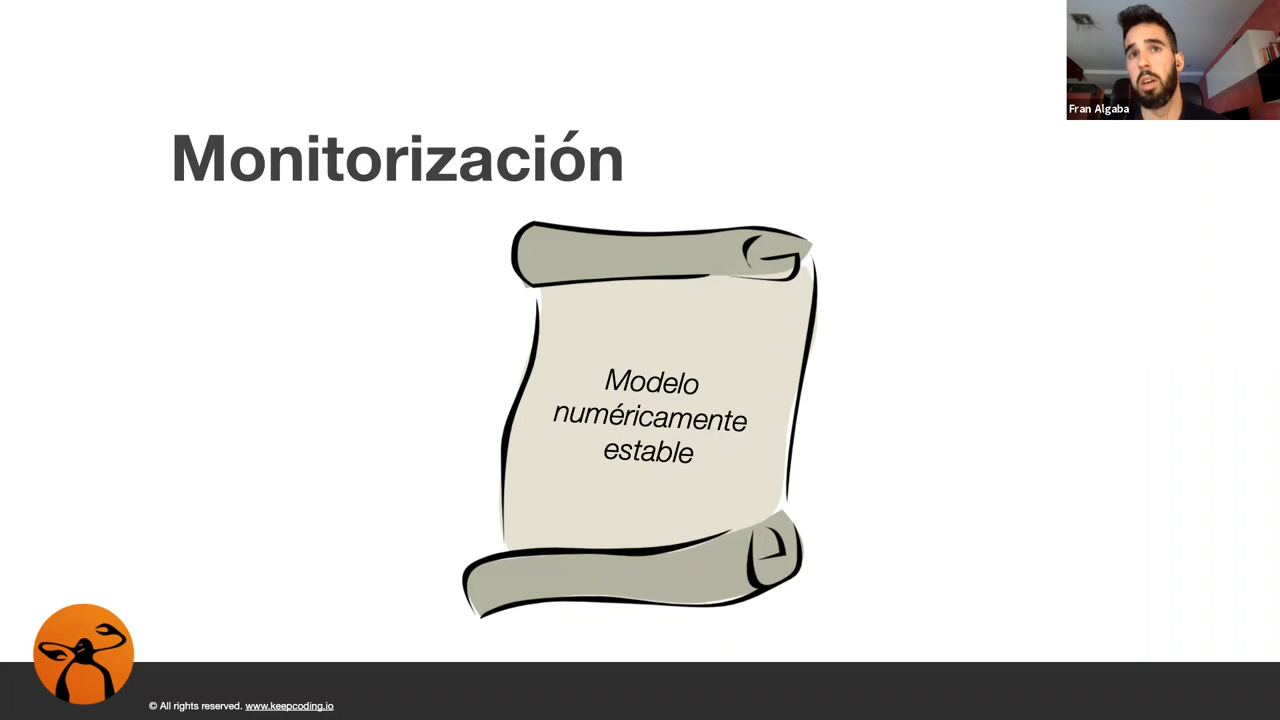 Fran Algaba
Monitorización
Modelo
numéricamente
estable
© All rights reserved. www.keepcoding.io